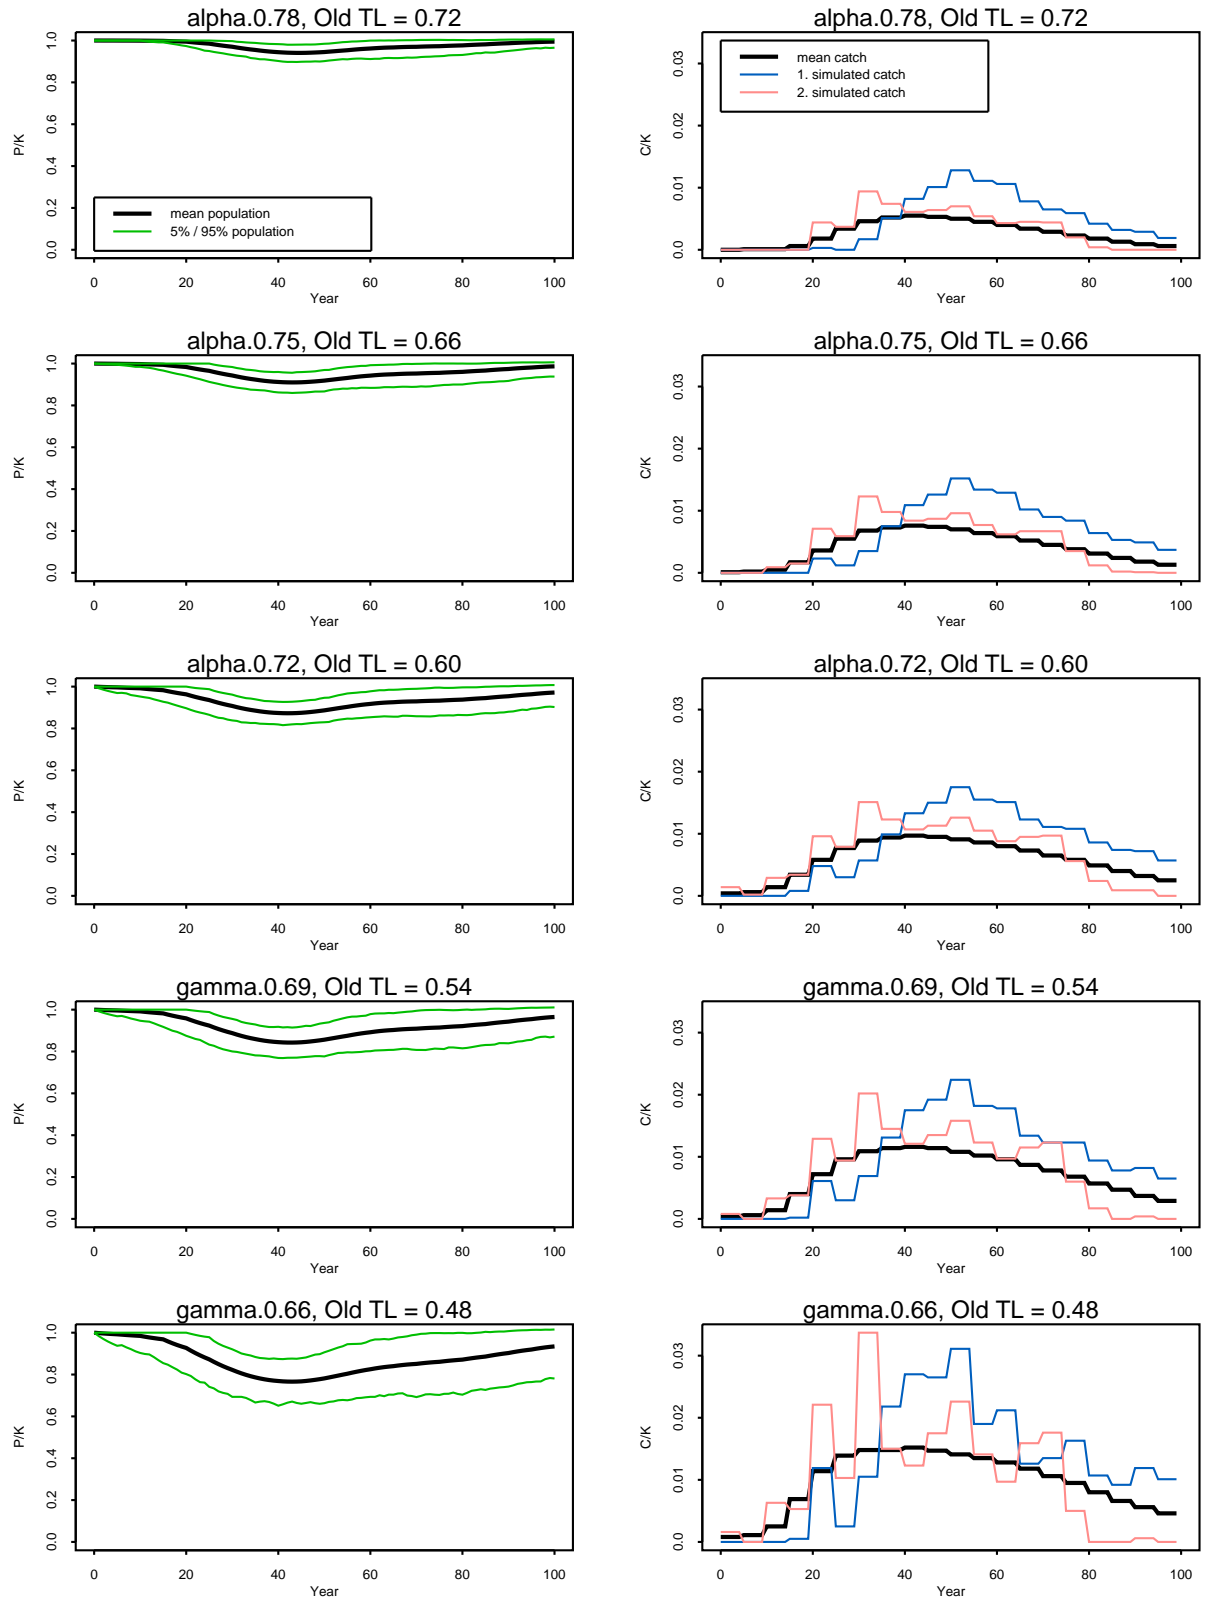 alpha.0.78, Old TL = 0.72
P/K
0.0 0.2 0.4 0.6 0.8 1.0
mean population
5% / 95% population
0 20 40 60 80 100
Year
alpha.0.78, Old TL = 0.72
C/K
0.0 0.01 0.02 0.03
mean catch
1. simulated catch
2. simulated catch
0 20 40 60 80 100
Year
alpha.0.75, Old TL = 0.66
P/K
0.0 0.2 0.4 0.6 0.8 1.0
0 20 40 60 80 100
Year
alpha.0.75, Old TL = 0.66
C/K
0.0 0.01 0.02 0.03
0 20 40 60 80 100
Year
alpha.0.72, Old TL = 0.60
P/K
0.0 0.2 0.4 0.6 0.8 1.0
0 20 40 60 80 100
Year
alpha.0.72, Old TL = 0.60
C/K
0.0 0.01 0.02 0.03
0 20 40 60 80 100
Year
gamma.0.69, Old TL = 0.54
P/K
0.0 0.2 0.4 0.6 0.8 1.0
0 20 40 60 80 100
Year
gamma.0.69, Old TL = 0.54
C/K
0.0 0.01 0.02 0.03
0 20 40 60 80 100
Year
gamma.0.66, Old TL = 0.48
P/K
0.0 0.2 0.4 0.6 0.8 1.0
0 20 40 60 80 100
Year
gamma.0.66, Old TL = 0.48
C/K
0.0 0.01 0.02 0.03
0 20 40 60 80 100
Year